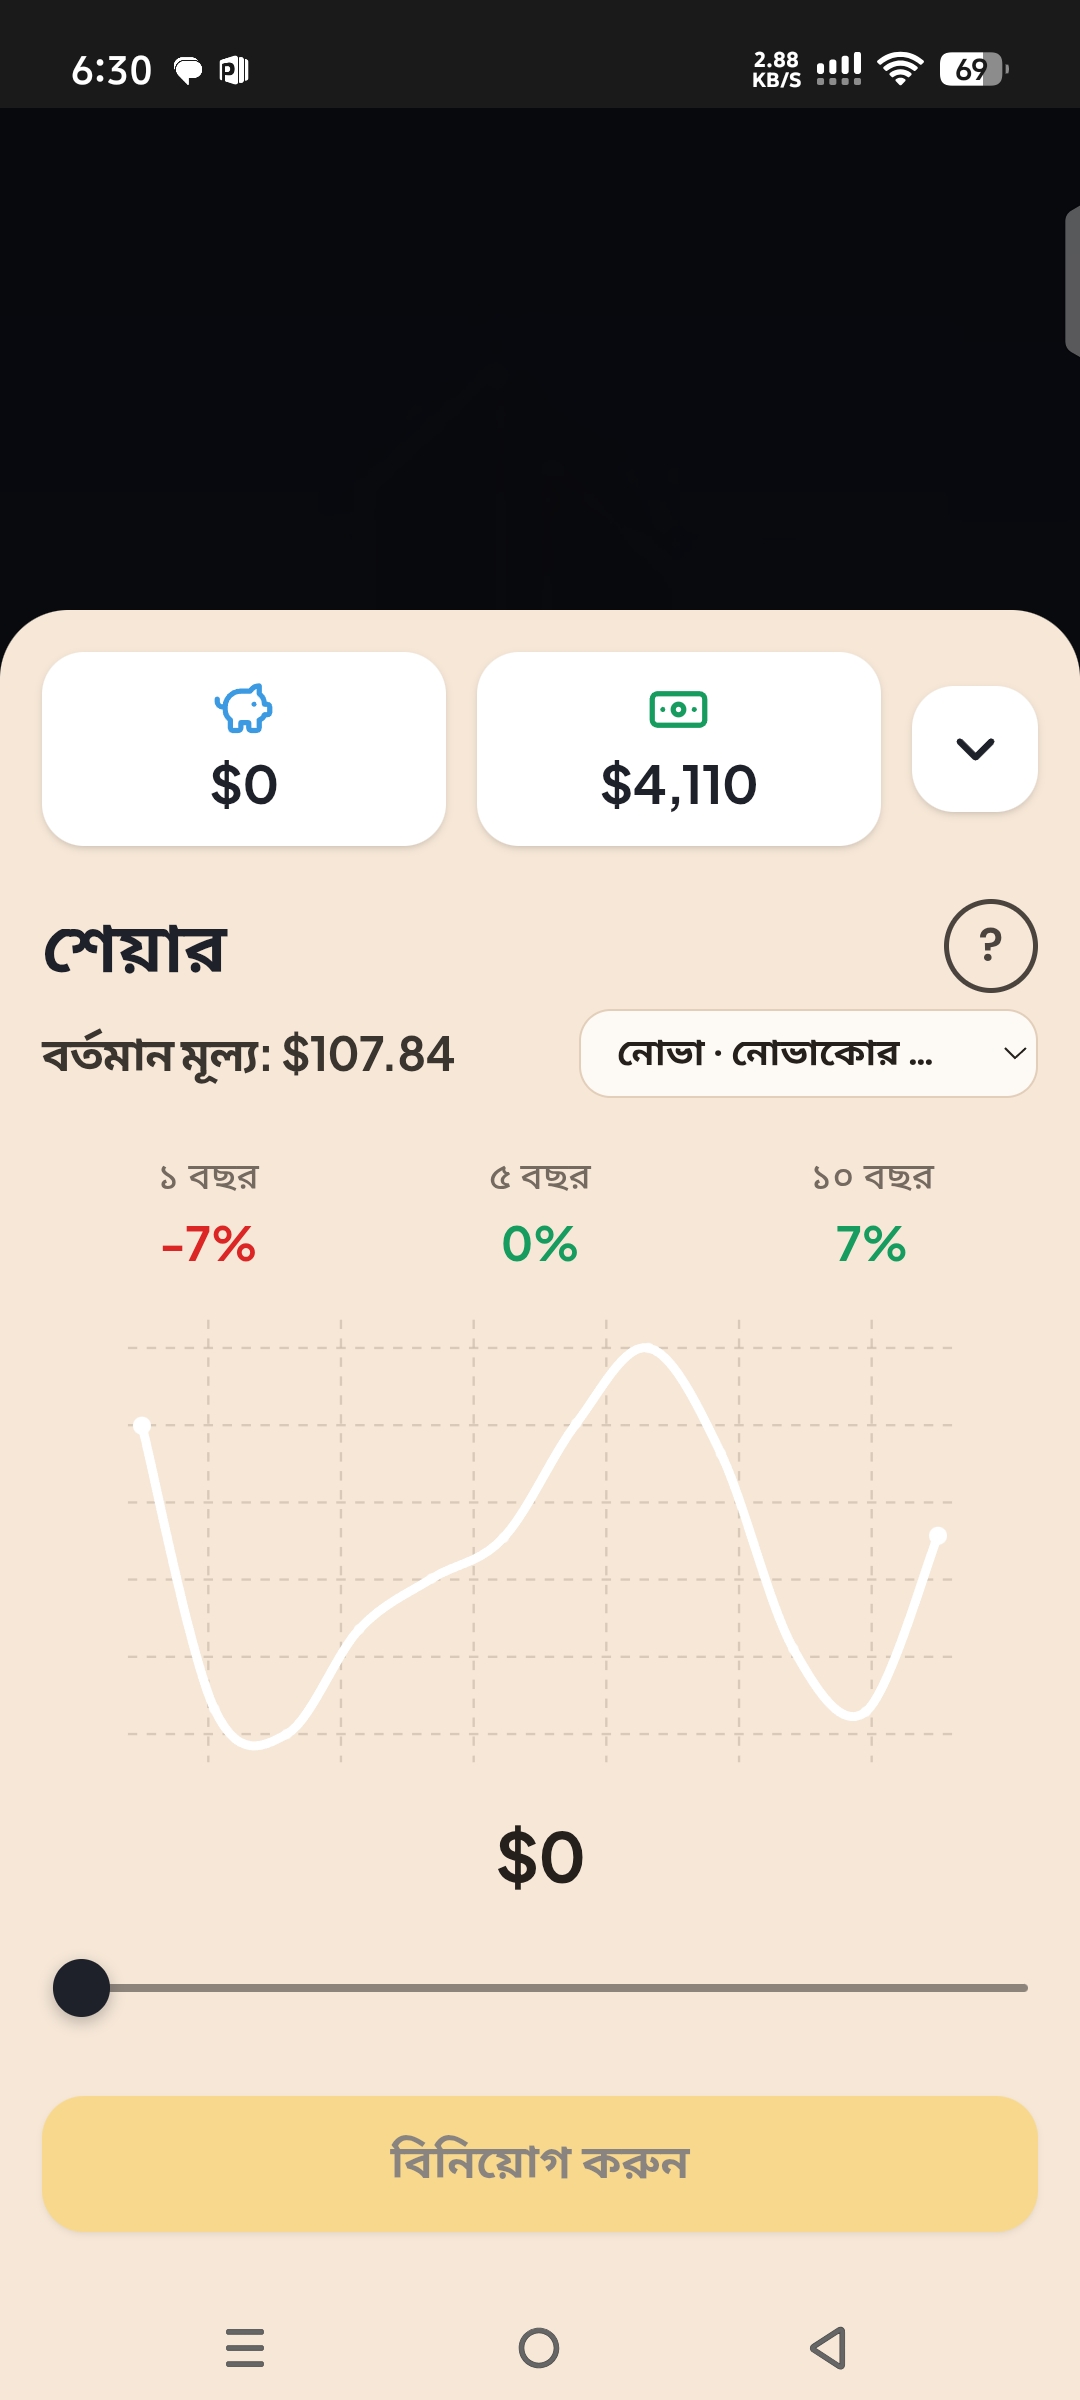 6:30
2.88
KB/S
69
$0
$4,110
শেয়ার
?
বর্তমান মূল্য: $107.84
নোভা · নোভাকোর ...
১ বছর
৫ বছর
১০ বছর
-7%
0%
7%
$0
বিনিয়োগ করুন